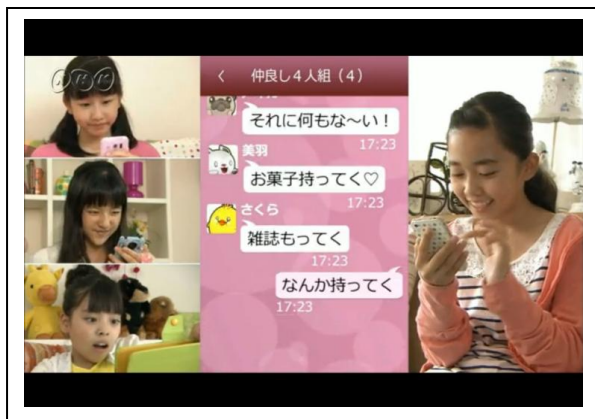 NHK
仲良し4人組(4)
それに何もな〜い!
17:23
美羽
お菓子持ってく♡
17:23
さくら
雑誌もってく
17:23
なんか持ってく
17:23